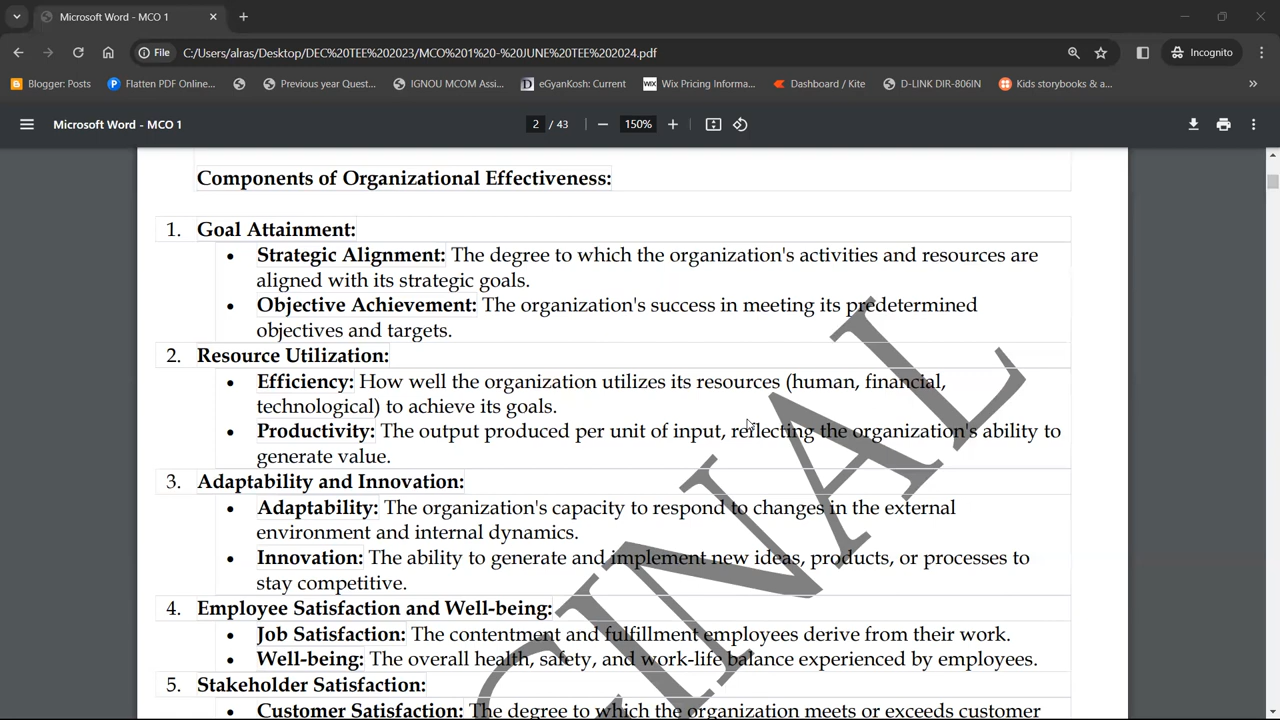 Microsoft Word - MCO 1
File C:/Users/alras/Desktop/DEC%20TEE%202023/MCO%201%20-%20JUNE%20TEE%202024.pdf Incognito
Blogger: Posts Flatten PDF Online... Previous year Quest... IGNOU MCOM Assi... eGyanKosh: Current WIX Wix Pricing Informa... Dashboard / Kite D-LINK DIR-806IN Kids storybooks & a...
Microsoft Word - MCO 1 2 / 43 150%
Components of Organizational Effectiveness:
1. Goal Attainment:
• Strategic Alignment: The degree to which the organization's activities and resources are
aligned with its strategic goals.
• Objective Achievement: The organization's success in meeting its predetermined
objectives and targets.
2. Resource Utilization:
• Efficiency: How well the organization utilizes its resources (human, financial,
technological) to achieve its goals.
• Productivity: The output produced per unit of input, reflecting the organization's ability to
generate value.
3. Adaptability and Innovation:
• Adaptability: The organization's capacity to respond to changes in the external
environment and internal dynamics.
• Innovation: The ability to generate and implement new ideas, products, or processes to
stay competitive.
4. Employee Satisfaction and Well-being:
• Job Satisfaction: The contentment and fulfillment employees derive from their work.
• Well-being: The overall health, safety, and work-life balance experienced by employees.
5. Stakeholder Satisfaction:
• Customer Satisfaction: The degree to which the organization meets or exceeds customer
GINAL